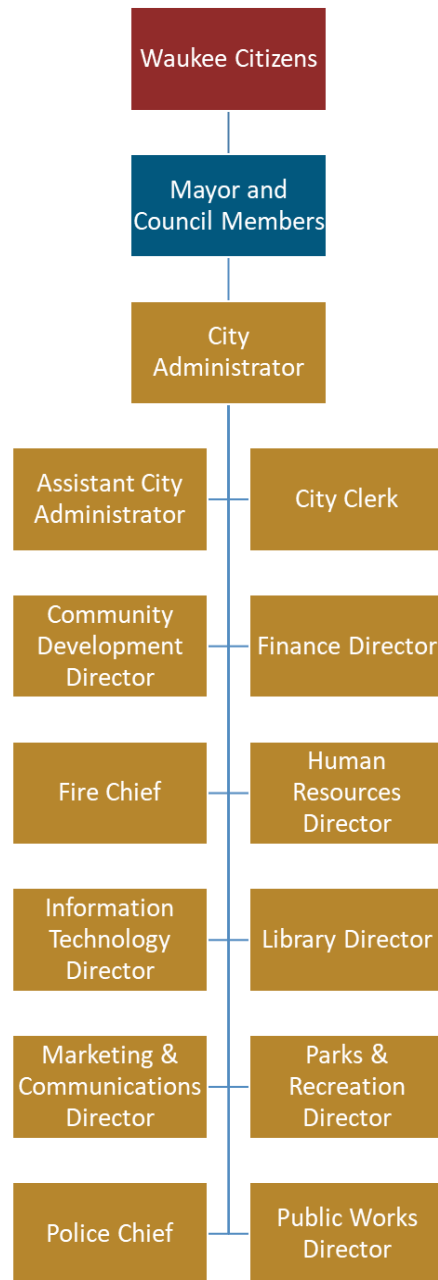 Waukee Citizens
Mayor and
Council Members
City
Administrator
Assistant City
Administrator
City Clerk
Community
Development
Director
Finance Director
Fire Chief
Human
Resources
Director
Information
Technology
Director
Library Director
Marketing &
Communications
Director
Parks &
Recreation
Director
Police Chief
Public Works
Director